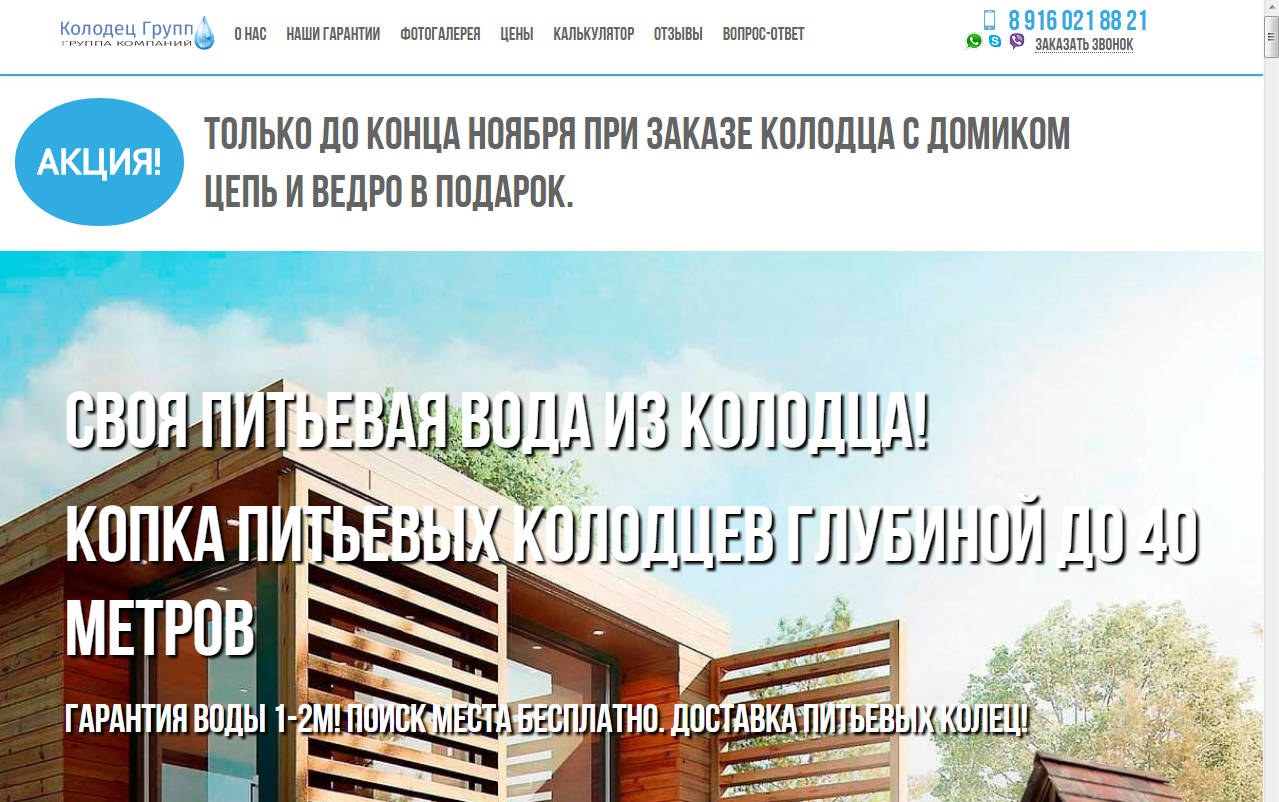 Колодец Групп
ГРУППА КОМПАНИЙ
О НАС НАШИ ГАРАНТИИ ФОТОГАЛЕРЕЯ ЦЕНЫ КАЛЬКУЛЯТОР ОТЗЫВЫ ВОПРОС-ОТВЕТ
8 916 021 88 21
ЗАКАЗАТЬ ЗВОНОК
АКЦИЯ!
ТОЛЬКО ДО КОНЦА НОЯБРЯ ПРИ ЗАКАЗЕ КОЛОДЦА С ДОМИКОМ
ЦЕПЬ И ВЕДРО В ПОДАРОК.
СВОЯ ПИТЬЕВАЯ ВОДА ИЗ КОЛОДЦА!
КОПКА ПИТЬЕВЫХ КОЛОДЦЕВ ГЛУБИНОЙ ДО 40
МЕТРОВ
ГАРАНТИЯ ВОДЫ 1-2М! ПОИСК МЕСТА БЕСПЛАТНО. ДОСТАВКА ПИТЬЕВЫХ КОЛЕЦ!